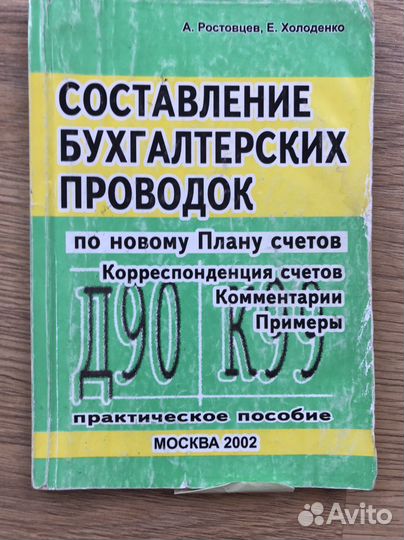 А. Ростовцев, Е. Холоденко
СОСТАВЛЕНИЕ
БУХГАЛТЕРСКИХ
ПРОВОДОК
по новому Плану счетов
Корреспонденция счетов
Комментарии
Примеры
Д90 К99
практическое пособие
МОСКВА 2002
Avito